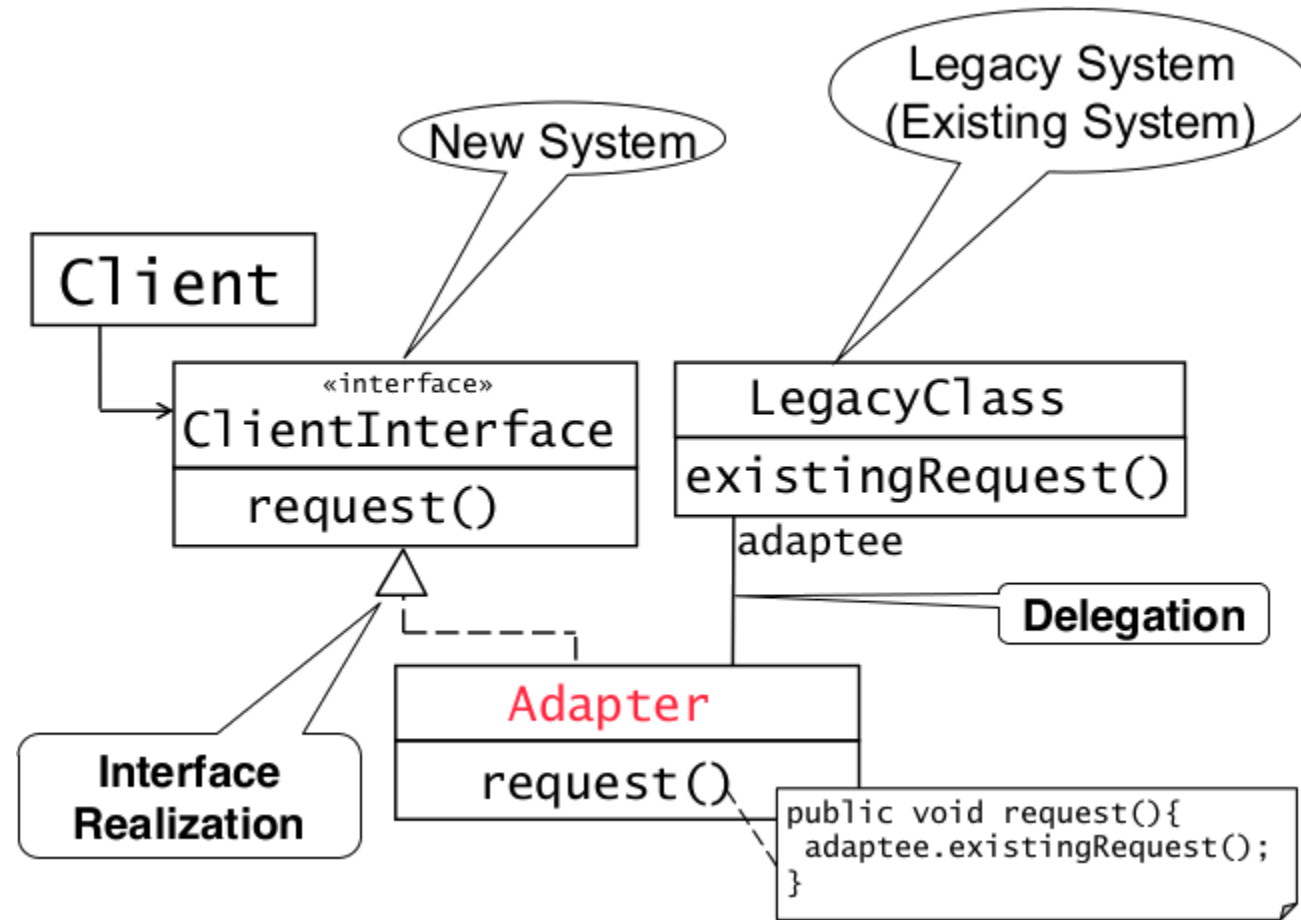 New System
Legacy System
(Existing System)
Client
«interface»
ClientInterface
request()
LegacyClass
existingRequest()
adaptee
Delegation
Adapter
request()
Interface
Realization
public void request(){
adaptee.existingRequest();
}